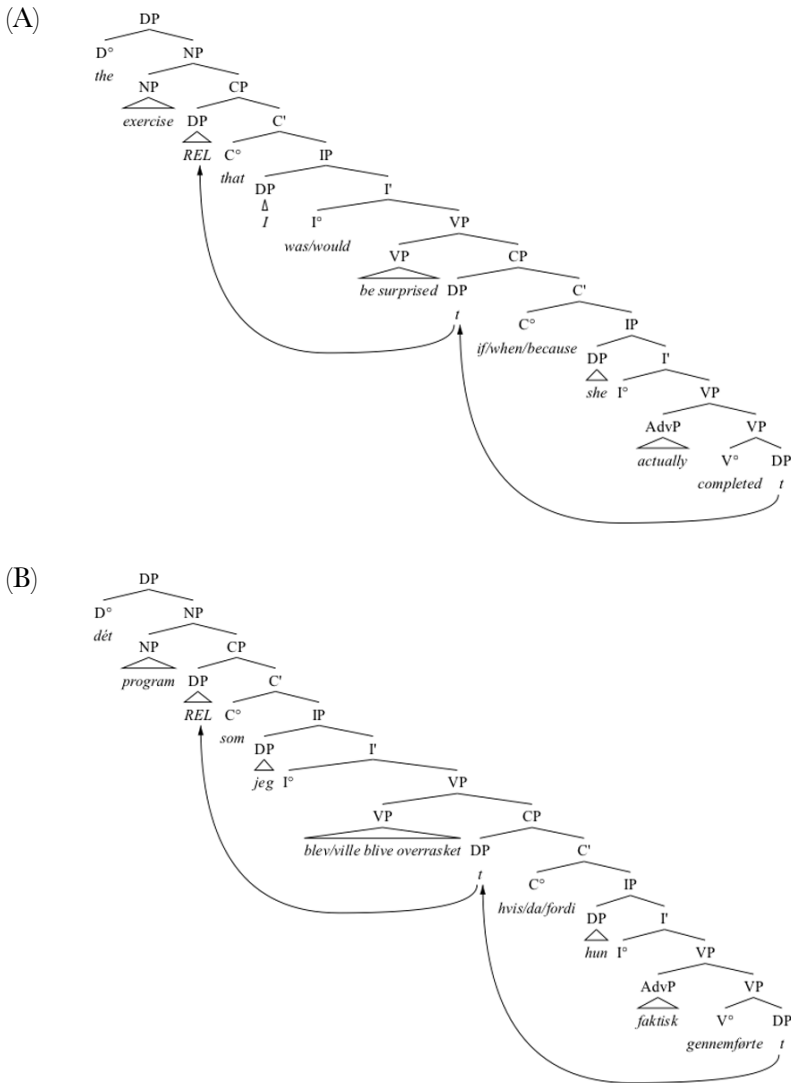 (A)
DP
D° NP
the
NP CP
exercise DP C'
REL C° IP
that
DP I'
I I° VP
was/would
VP CP
be surprised DP C'
t
C° IP
if/when/because
DP I'
she I° VP
AdvP VP
actually V° DP
completed t
(B)
DP
D° NP
dét
NP CP
program DP C'
REL C° IP
som
DP I'
jeg I° VP
VP CP
blev/ville blive overrasket DP C'
t
C° IP
hvis/da/fordi
DP I'
hun I° VP
AdvP VP
faktisk V° DP
gennemførte t